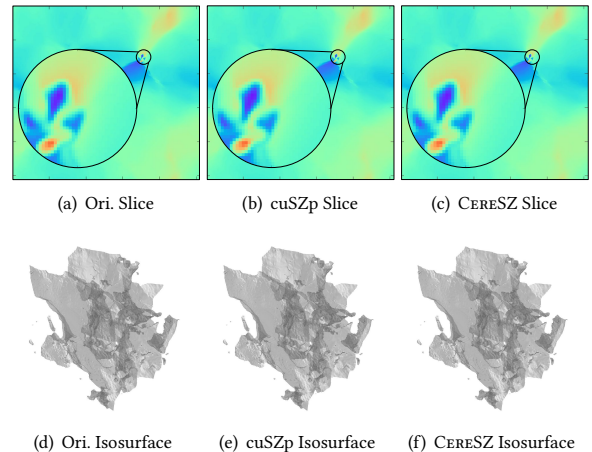 (a) Ori. Slice
(b) cuSZp Slice
(c) CereSZ Slice
(d) Ori. Isosurface
(e) cuSZp Isosurface
(f) CereSZ Isosurface